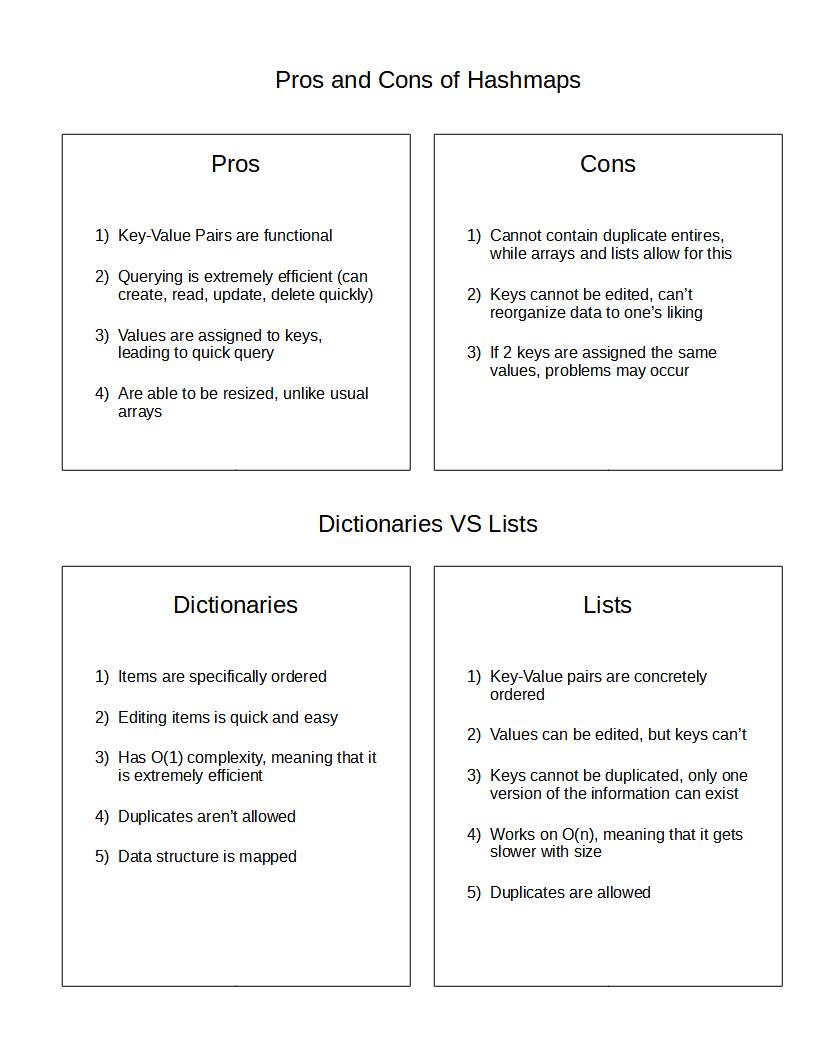 Pros and Cons of Hashmaps
Pros
1) Key-Value Pairs are functional
2) Querying is extremely efficient (can
create, read, update, delete quickly)
3) Values are assigned to keys,
leading to quick query
4) Are able to be resized, unlike usual
arrays
Cons
1) Cannot contain duplicate entires,
while arrays and lists allow for this
2) Keys cannot be edited, can’t
reorganize data to one’s liking
3) If 2 keys are assigned the same
values, problems may occur
Dictionaries VS Lists
Dictionaries
1) Items are specifically ordered
2) Editing items is quick and easy
3) Has O(1) complexity, meaning that it
is extremely efficient
4) Duplicates aren’t allowed
5) Data structure is mapped
Lists
1) Key-Value pairs are concretely
ordered
2) Values can be edited, but keys can’t
3) Keys cannot be duplicated, only one
version of the information can exist
4) Works on O(n), meaning that it gets
slower with size
5) Duplicates are allowed